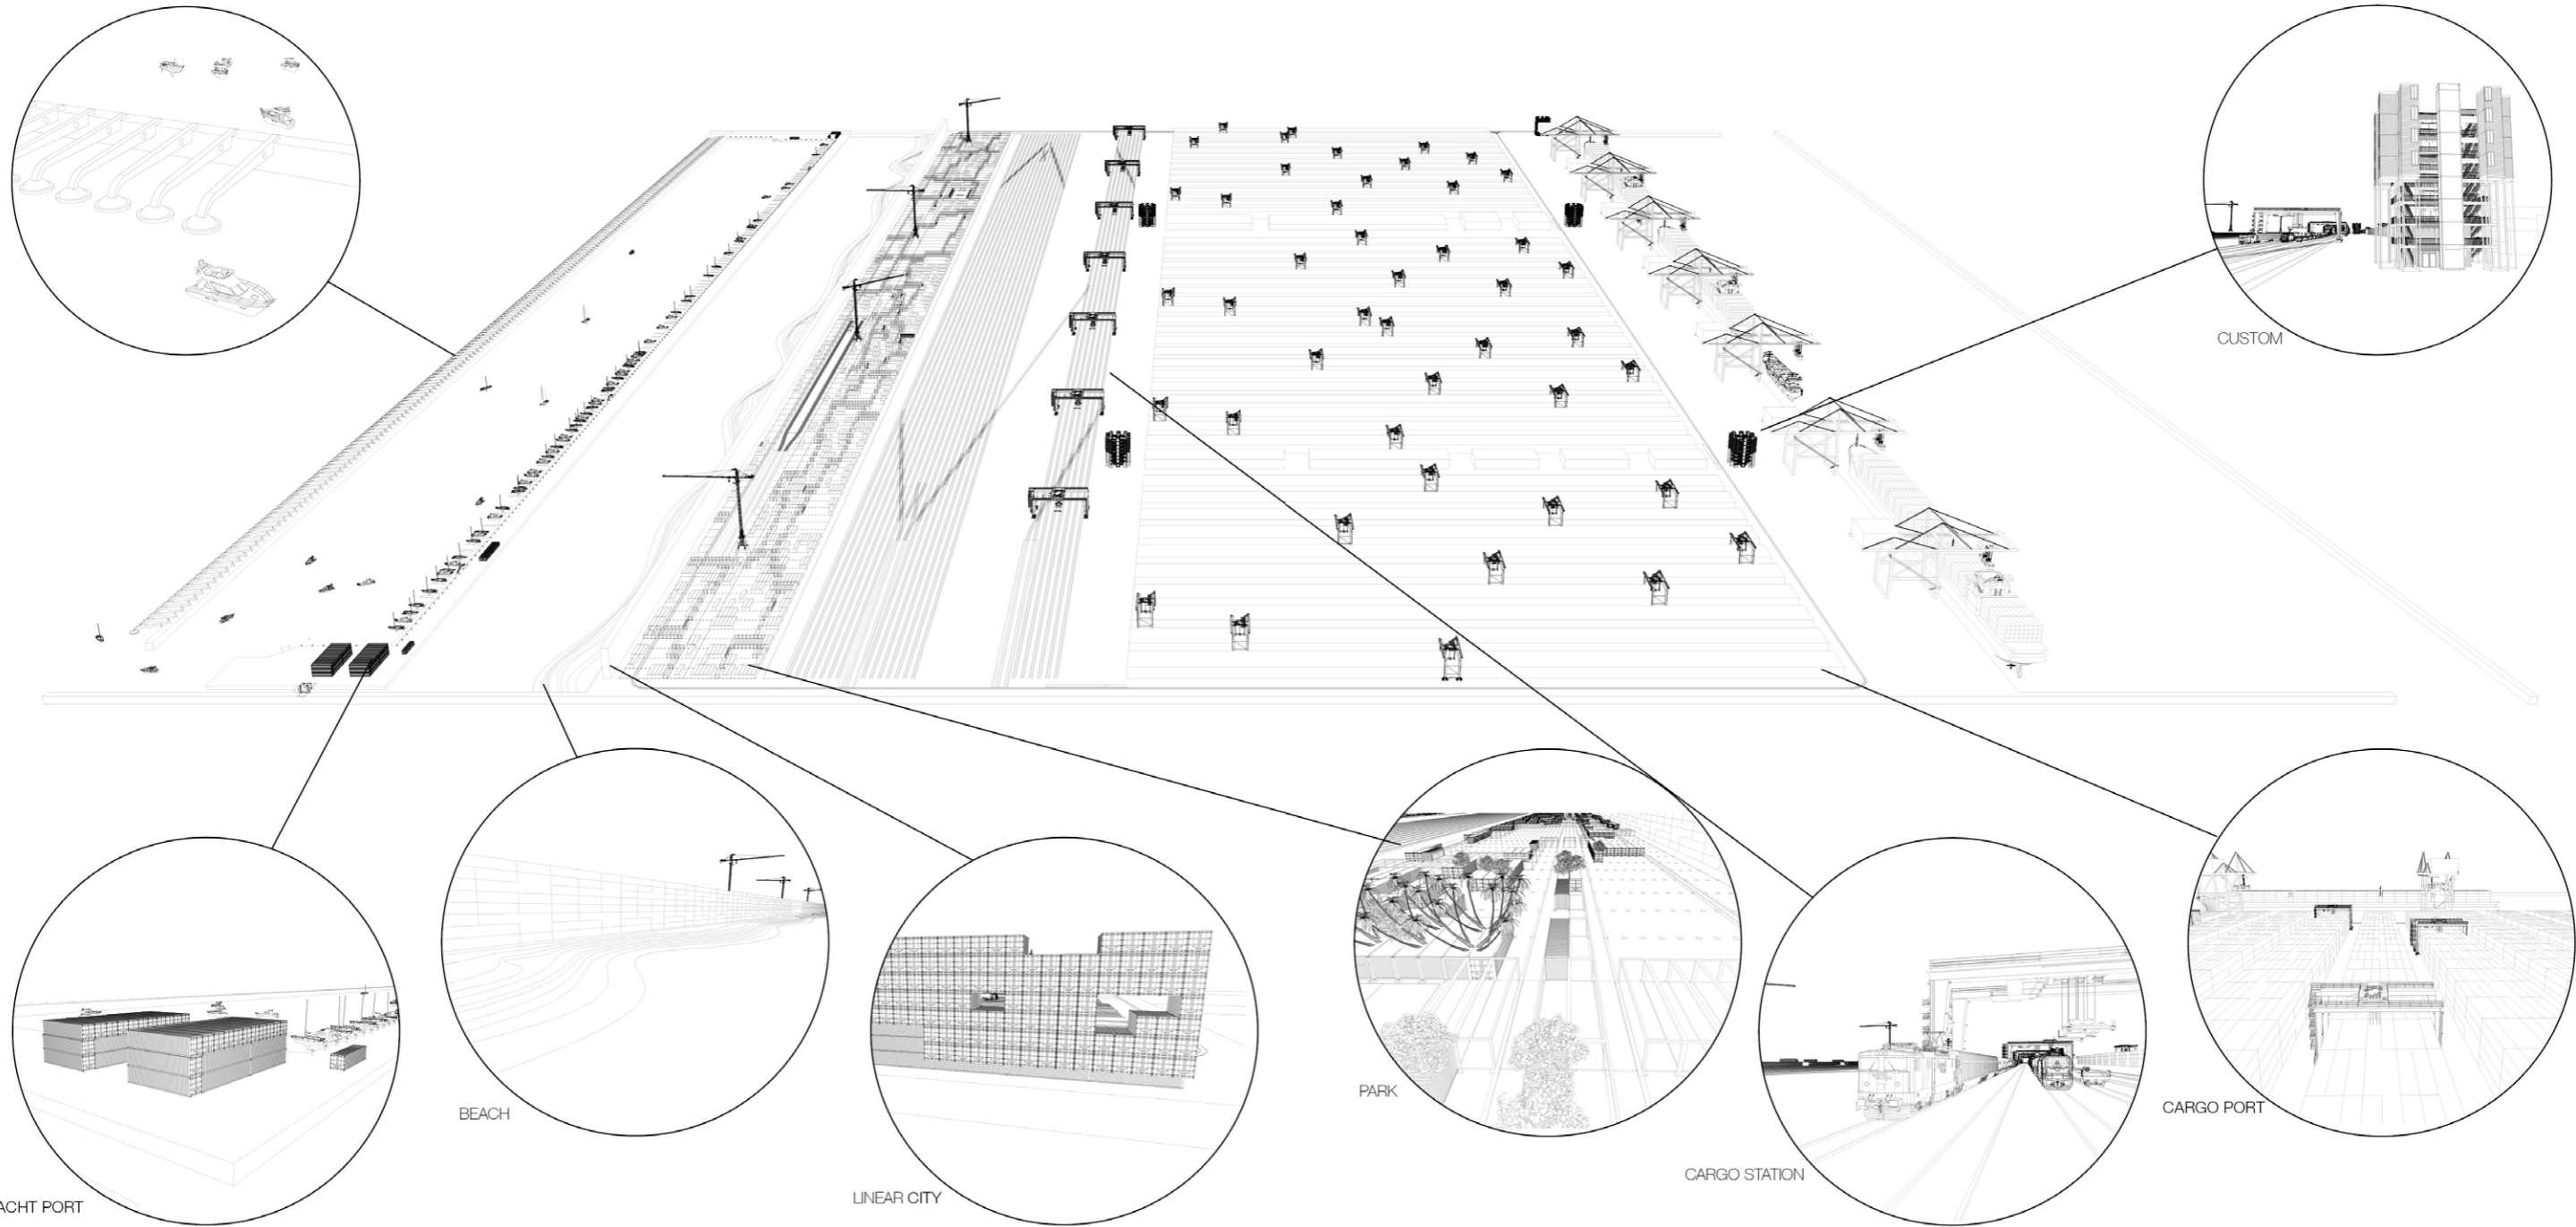 CUSTOM
PARK
CARGO PORT
BEACH
CARGO STATION
LINEAR CITY
ACHT PORT